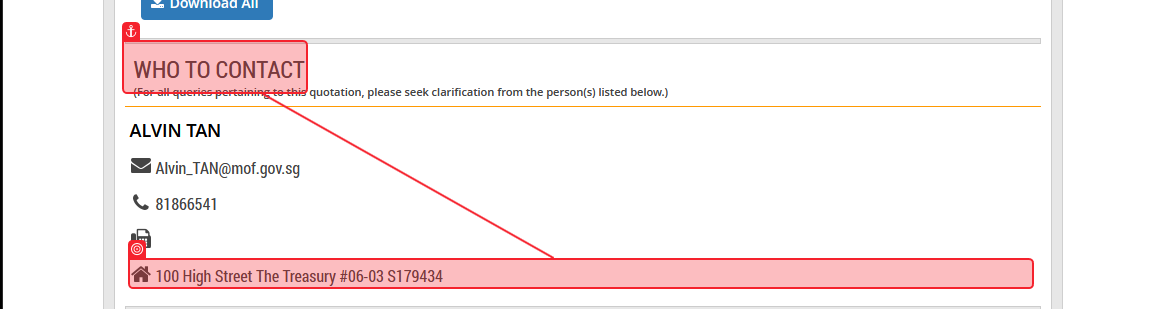 Download All
WHO TO CONTACT
(For all queries pertaining to this quotation, please seek clarification from the person(s) listed below.)
ALVIN TAN
Alvin_TAN@mof.gov.sg
81866541
100 High Street The Treasury #06-03 S179434